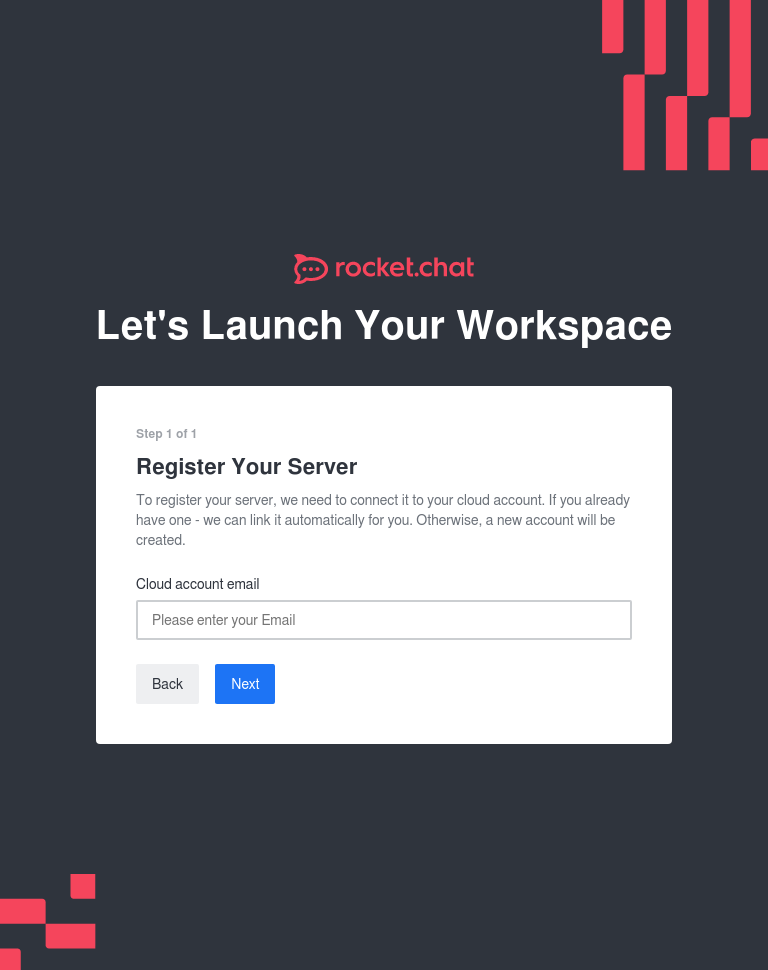 rocket.chat
Let's Launch Your Workspace
Step 1 of 1
Register Your Server
To register your server, we need to connect it to your cloud account. If you already
have one - we can link it automatically for you. Otherwise, a new account will be
created.
Cloud account email
Please enter your Email
Back Next